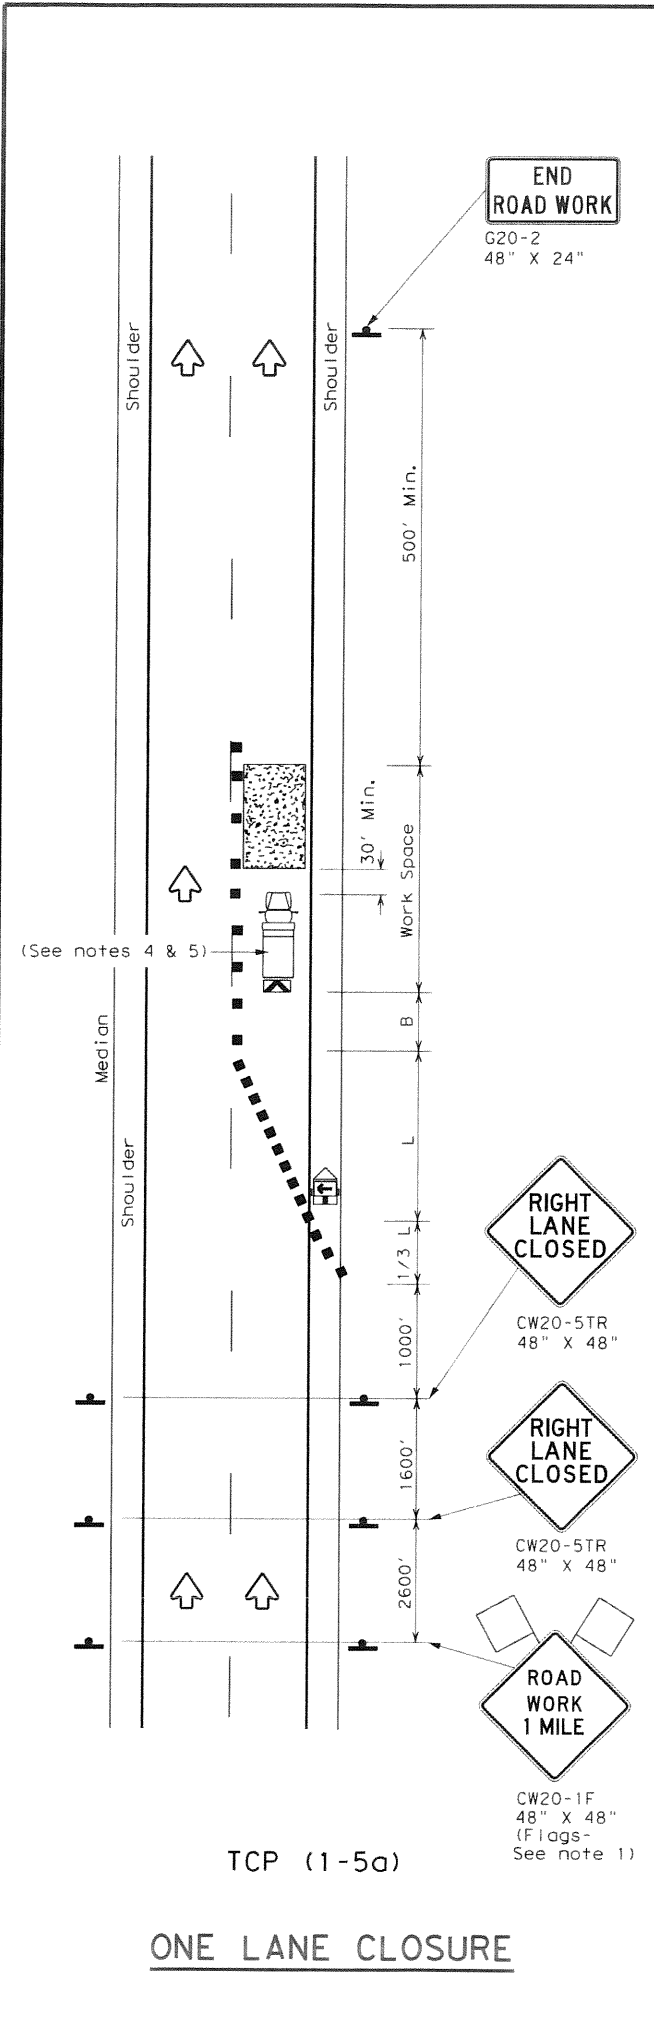 END
ROAD WORK
G20-2
48" X 24"
Shoulder
Shoulder
500' Min.
30' Min.
Work Space
(See notes 4 & 5)
B
Median
L
Shoulder
1/3 L
RIGHT
LANE
CLOSED
CW20-5TR
48" X 48"
1000'
1600'
RIGHT
LANE
CLOSED
CW20-5TR
48" X 48"
2600'
ROAD
WORK
1 MILE
CW20-1F
48" X 48"
(Flags-
See note 1)
TCP (1-5a)
ONE LANE CLOSURE